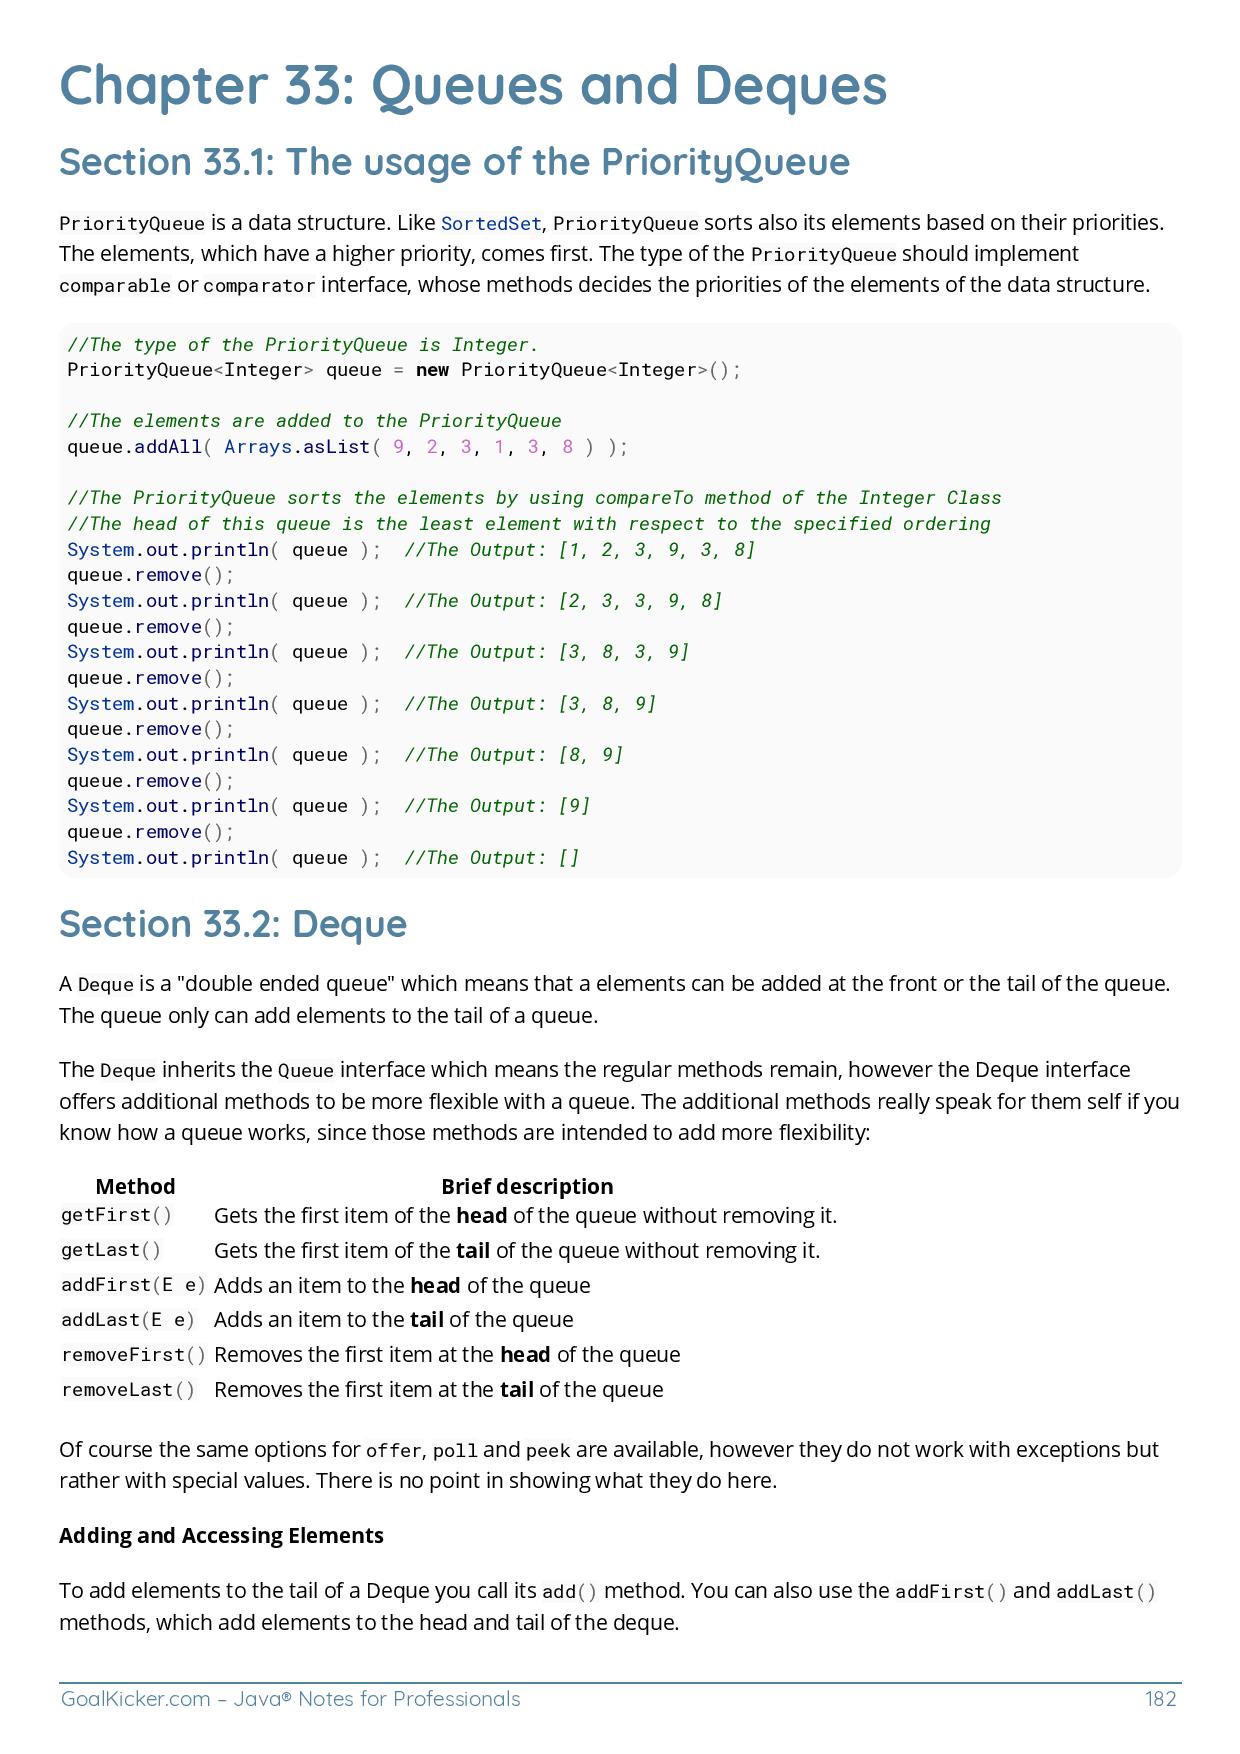 Chapter 33: Queues and Deques
Section 33.1: The usage of the PriorityQueue
PriorityQueue is a data structure. Like SortedSet, PriorityQueue sorts also its elements based on their priorities.
The elements, which have a higher priority, comes first. The type of the PriorityQueue should implement
comparable or comparator interface, whose methods decides the priorities of the elements of the data structure.
//The type of the PriorityQueue is Integer.
PriorityQueue<Integer> queue = new PriorityQueue<Integer>();
//The elements are added to the PriorityQueue
queue.addAll( Arrays.asList( 9, 2, 3, 1, 3, 8 ) );
//The PriorityQueue sorts the elements by using compareTo method of the Integer Class
//The head of this queue is the least element with respect to the specified ordering
System.out.println( queue );  //The Output: [1, 2, 3, 9, 3, 8]
queue.remove();
System.out.println( queue );  //The Output: [2, 3, 3, 9, 8]
queue.remove();
System.out.println( queue );  //The Output: [3, 8, 3, 9]
queue.remove();
System.out.println( queue );  //The Output: [3, 8, 9]
queue.remove();
System.out.println( queue );  //The Output: [8, 9]
queue.remove();
System.out.println( queue );  //The Output: [9]
queue.remove();
System.out.println( queue );  //The Output: []
Section 33.2: Deque
A Deque is a "double ended queue" which means that a elements can be added at the front or the tail of the queue.
The queue only can add elements to the tail of a queue.
The Deque inherits the Queue interface which means the regular methods remain, however the Deque interface
offers additional methods to be more flexible with a queue. The additional methods really speak for them self if you
know how a queue works, since those methods are intended to add more flexibility:
Method Brief description
getFirst() Gets the first item of the head of the queue without removing it.
getLast() Gets the first item of the tail of the queue without removing it.
addFirst(E e) Adds an item to the head of the queue
addLast(E e) Adds an item to the tail of the queue
removeFirst() Removes the first item at the head of the queue
removeLast() Removes the first item at the tail of the queue
Of course the same options for offer, poll and peek are available, however they do not work with exceptions but
rather with special values. There is no point in showing what they do here.
Adding and Accessing Elements
To add elements to the tail of a Deque you call its add() method. You can also use the addFirst() and addLast()
methods, which add elements to the head and tail of the deque.
GoalKicker.com – Java® Notes for Professionals 182